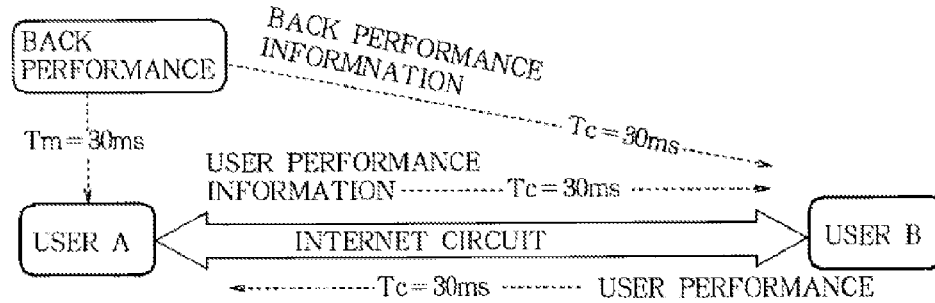 BACK PERFORMANCE
INFORMNATION
BACK
PERFORMANCE
Tm=30ms
Tc=30ms
USER PERFORMANCE
INFORMATION
Tc=30ms
USER A
INTERNET CIRCUIT
USER B
Tc=30ms
USER PERFORMANCE